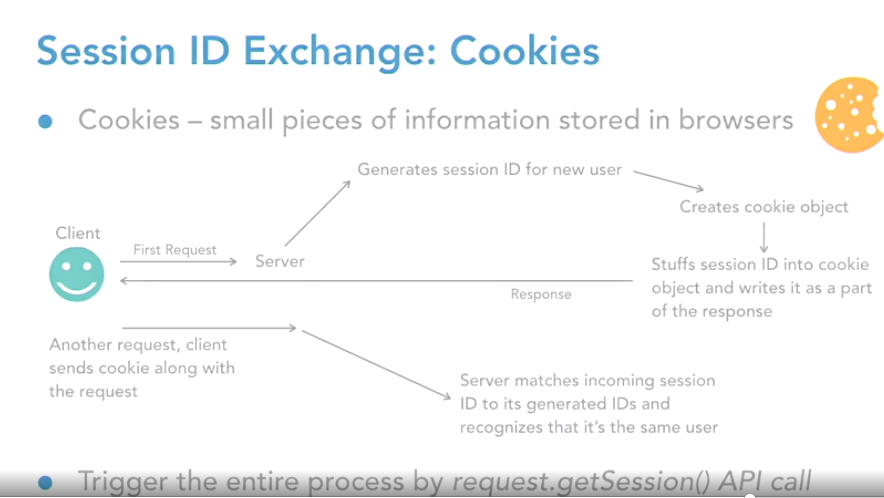 Session ID Exchange: Cookies
Cookies – small pieces of information stored in browsers
Generates session ID for new user
Creates cookie object
Client
First Request
Server
Stuffs session ID into cookie
object and writes it as a part
of the response
Response
Another request, client
sends cookie along with
the request
Server matches incoming session
ID to its generated IDs and
recognizes that it's the same user
Trigger the entire process by request.getSession() API call